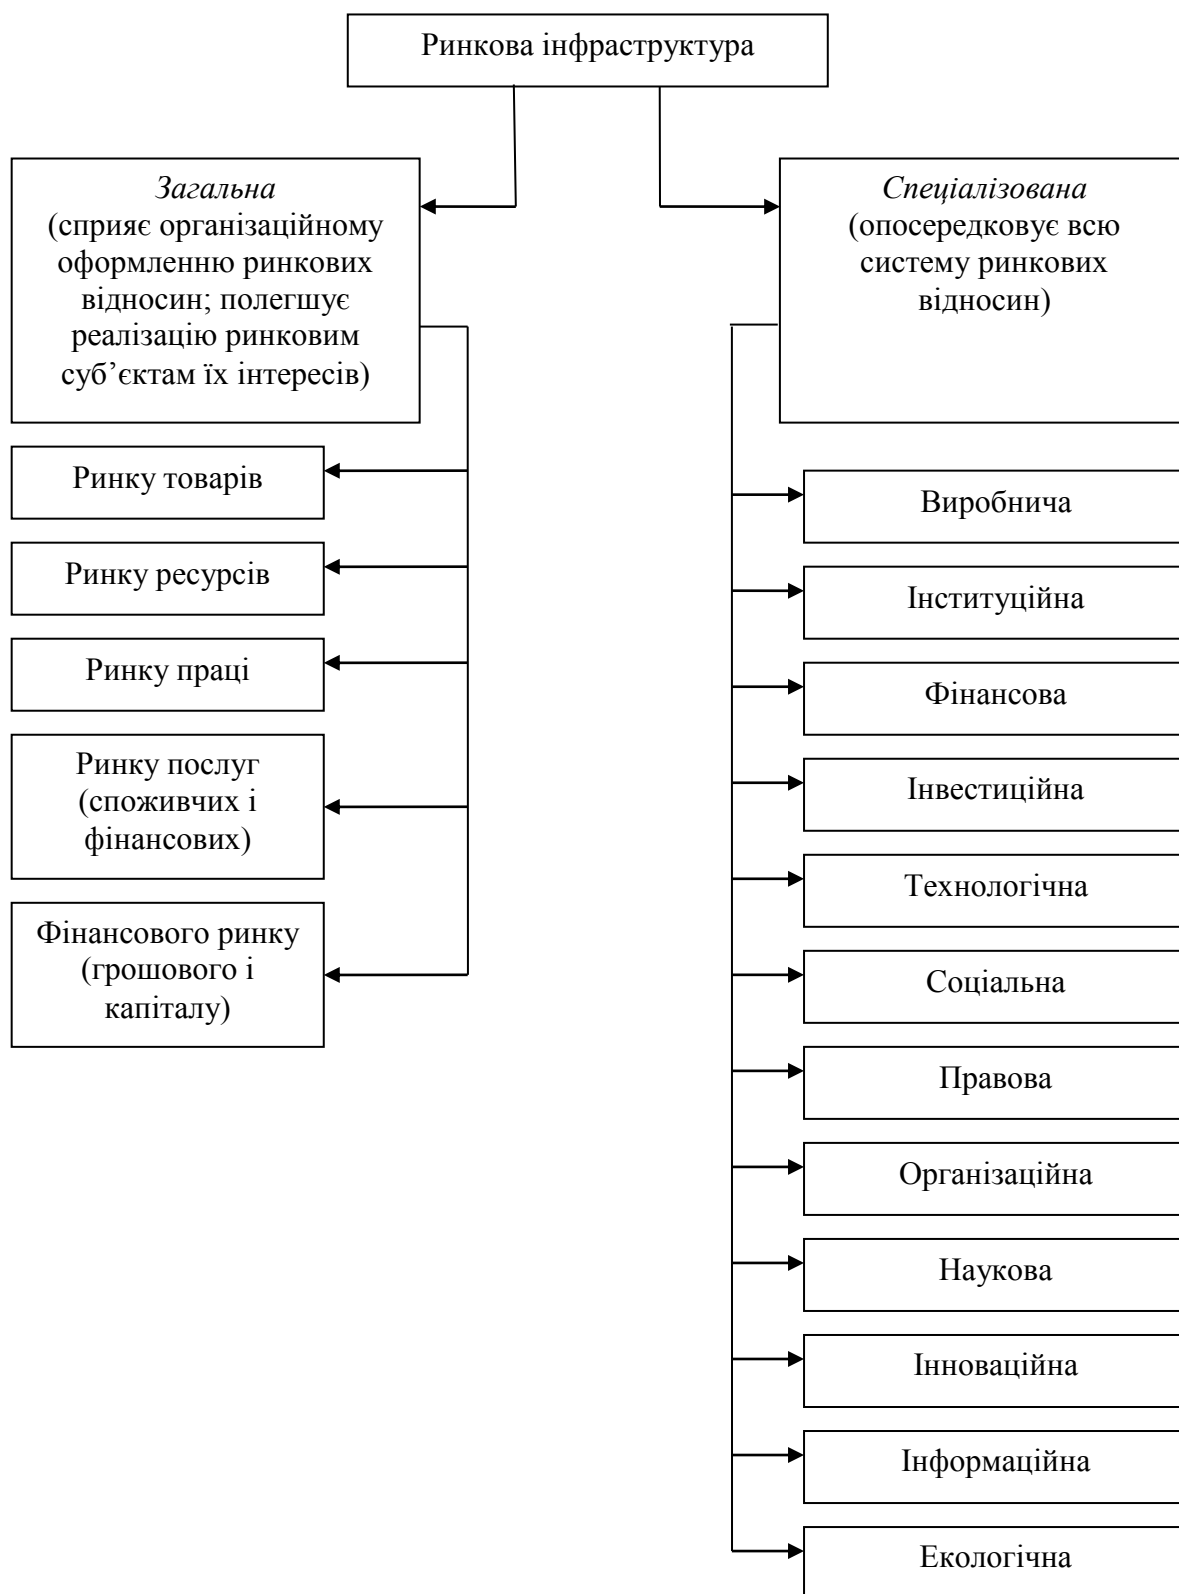 Ринкова інфраструктура
Загальна
(сприяє організаційному
оформленню ринкових
відносин; полегшує
реалізацію ринковим
суб’єктам їх інтересів)
Спеціалізована
(опосередковує всю
систему ринкових
відносин)
Ринку товарів
Ринку ресурсів
Ринку праці
Ринку послуг
(споживчих і
фінансових)
Фінансового ринку
(грошового і
капіталу)
Виробнича
Інституційна
Фінансова
Інвестиційна
Технологічна
Соціальна
Правова
Організаційна
Наукова
Інноваційна
Інформаційна
Екологічна